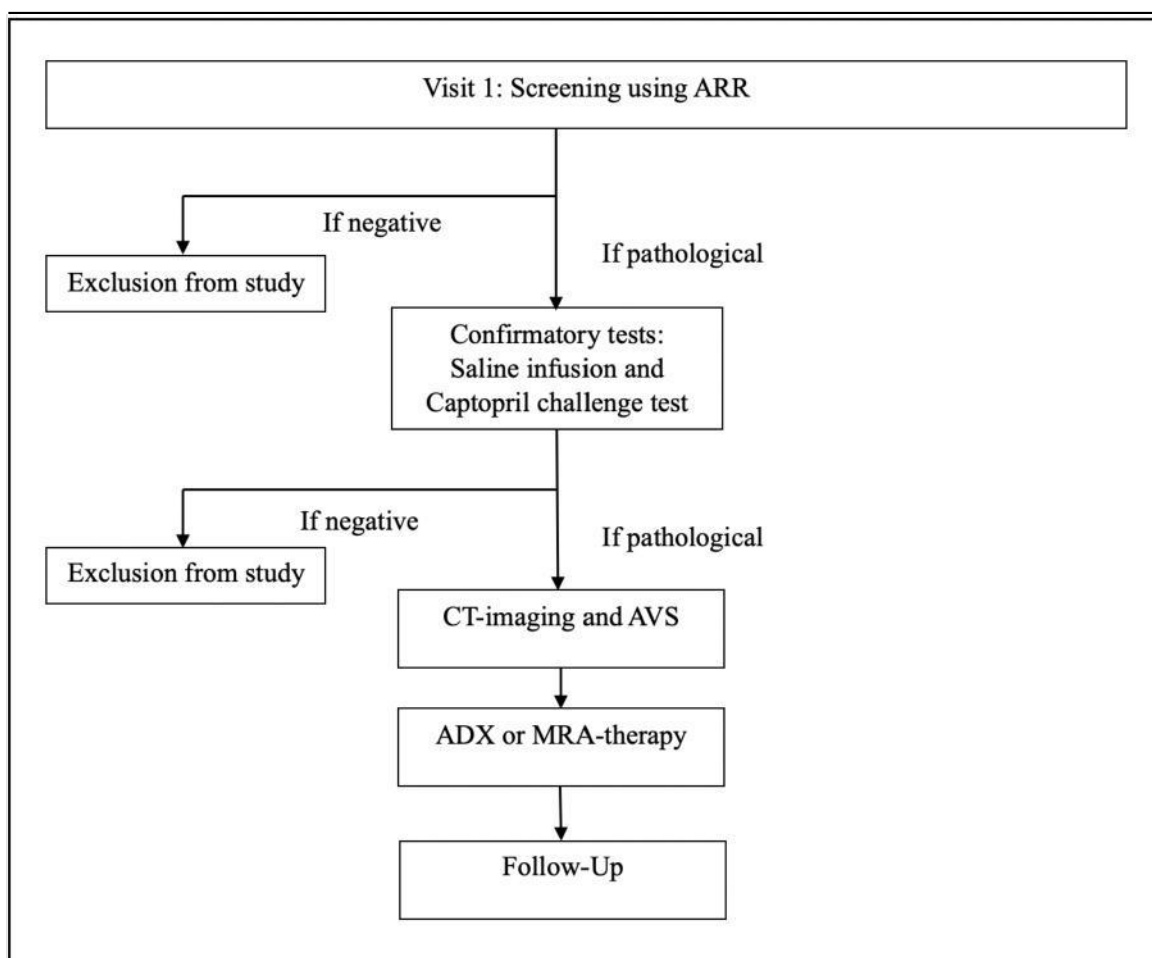 Visit 1: Screening using ARR
If negative
If pathological
Exclusion from study
Confirmatory tests:
Saline infusion and
Captopril challenge test
If negative
If pathological
Exclusion from study
CT-imaging and AVS
ADX or MRA-therapy
Follow-Up